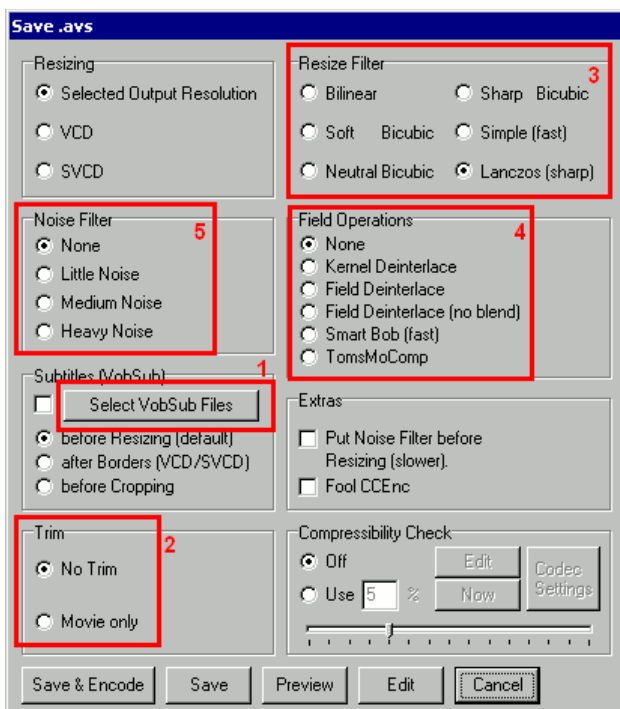 Save .avs
Resizing
Selected Output Resolution
VCD
SVCD
Resize Filter
3
Bilinear
Sharp Bicubic
Soft Bicubic
Simple (fast)
Neutral Bicubic
Lanczos (sharp)
Noise Filter
5
None
Little Noise
Medium Noise
Heavy Noise
Field Operations
4
None
Kernel Deinterlace
Field Deinterlace
Field Deinterlace (no blend)
Smart Bob (fast)
TomsMoComp
Subtitles (VobSub)
1
Select VobSub Files
before Resizing (default)
after Borders (VCD/SVCD)
before Cropping
Extras
Put Noise Filter before
Resizing (slower).
Fool CCEnc
Trim
2
No Trim
Movie only
Compressibility Check
Off
Edit
Codec
Settings
Use 5 %
Now
Save & Encode
Save
Preview
Edit
Cancel